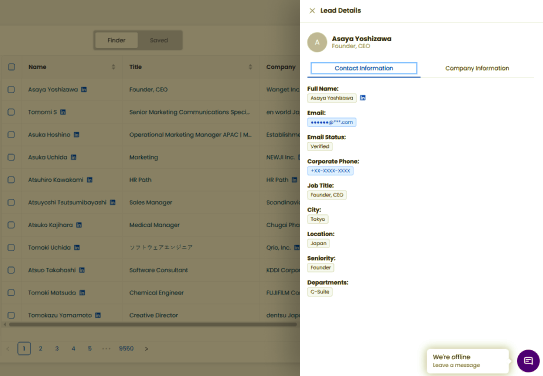 Finder
Saved
Name
Title
Company
Asaya Yoshizawa
Founder, CEO
Wonget Inc
Tomomi S
Senior Marketing Communications Speci...
en world Ja
Asuka Hoshino
Operational Marketing Manager APAC | M...
Establishme
Asuka Uchida
Marketing
NEWJI Inc.
Atsuhiro Kawakami
HR Path
HR Path
Atsuyoshi Tsutsumibayashi
Sales Manager
Scandinavia
Atsuko Kajihara
Medical Manager
Chugai Pha
Tomoki Uchida
ソフトウェアエンジニア
Qrio, Inc.
Atsuo Takahashi
Software Consultant
KDDI Corpor
Tomoki Matsuda
Chemical Engineer
FUJIFILM Co
Tomokazu Yamamoto
Creative Director
dentsu Japa
<
1
2
3
4
5
•••
9550
>
Lead Details
A
Asaya Yoshizawa
Founder, CEO
Contact Information
Company Information
Full Name:
Asaya Yoshizawa
Email:
●●●●●●@***.com
Email Status:
Verified
Corporate Phone:
+XX-XXXX-XXXX
Job Title:
Founder, CEO
City:
Tokyo
Location:
Japan
Seniority:
Founder
Departments:
C-Suite
We're offline
Leave a message